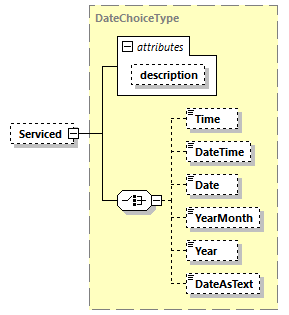 DateChoiceType
attributes
description
Serviced
Time
DateTime
Date
YearMonth
Year
DateAsText